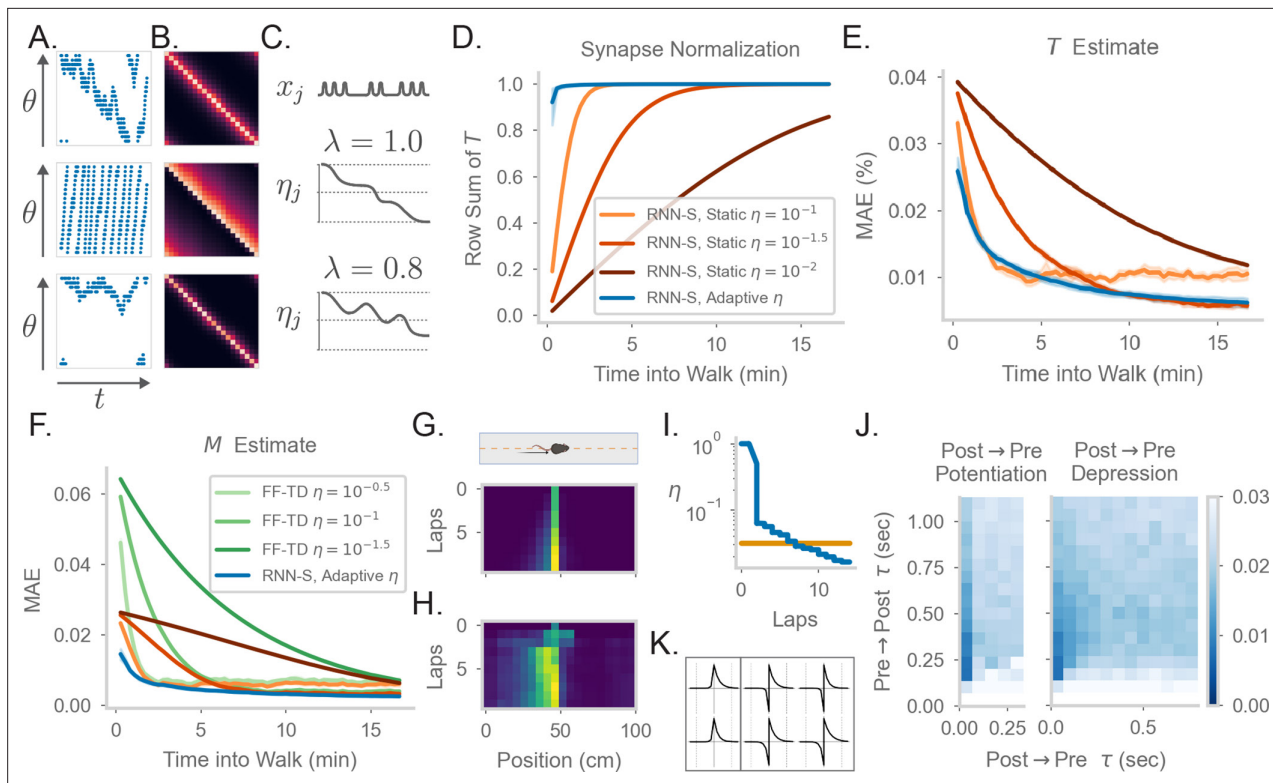 A.
B.
C.
θ
θ
θ
t
x_j
λ = 1.0
η_j
λ = 0.8
η_j
D.
Synapse Normalization
Row Sum of T
1.0
0.8
0.6
0.4
0.2
0.0
RNN-S, Static η = 10⁻¹
RNN-S, Static η = 10⁻¹·⁵
RNN-S, Static η = 10⁻²
RNN-S, Adaptive η
0 5 10 15
Time into Walk (min)
E.
T Estimate
MAE (%)
0.04
0.03
0.02
0.01
0 5 10 15
Time into Walk (min)
F.
M Estimate
MAE
0.06
0.04
0.02
0.00
FF-TD η = 10⁻⁰·⁵
FF-TD η = 10⁻¹
FF-TD η = 10⁻¹·⁵
RNN-S, Adaptive η
0 5 10 15
Time into Walk (min)
G.
Laps
0
5
H.
Laps
0
5
0 50 100
Position (cm)
I.
η
10⁰
10⁻¹
0 10
Laps
J.
Post → Pre
Potentiation
Post → Pre
Depression
Pre → Post τ (sec)
1.00
0.75
0.50
0.25
0.00
0.00 0.25
0.0 0.5
Post → Pre τ (sec)
0.03
0.02
0.01
0.00
K.